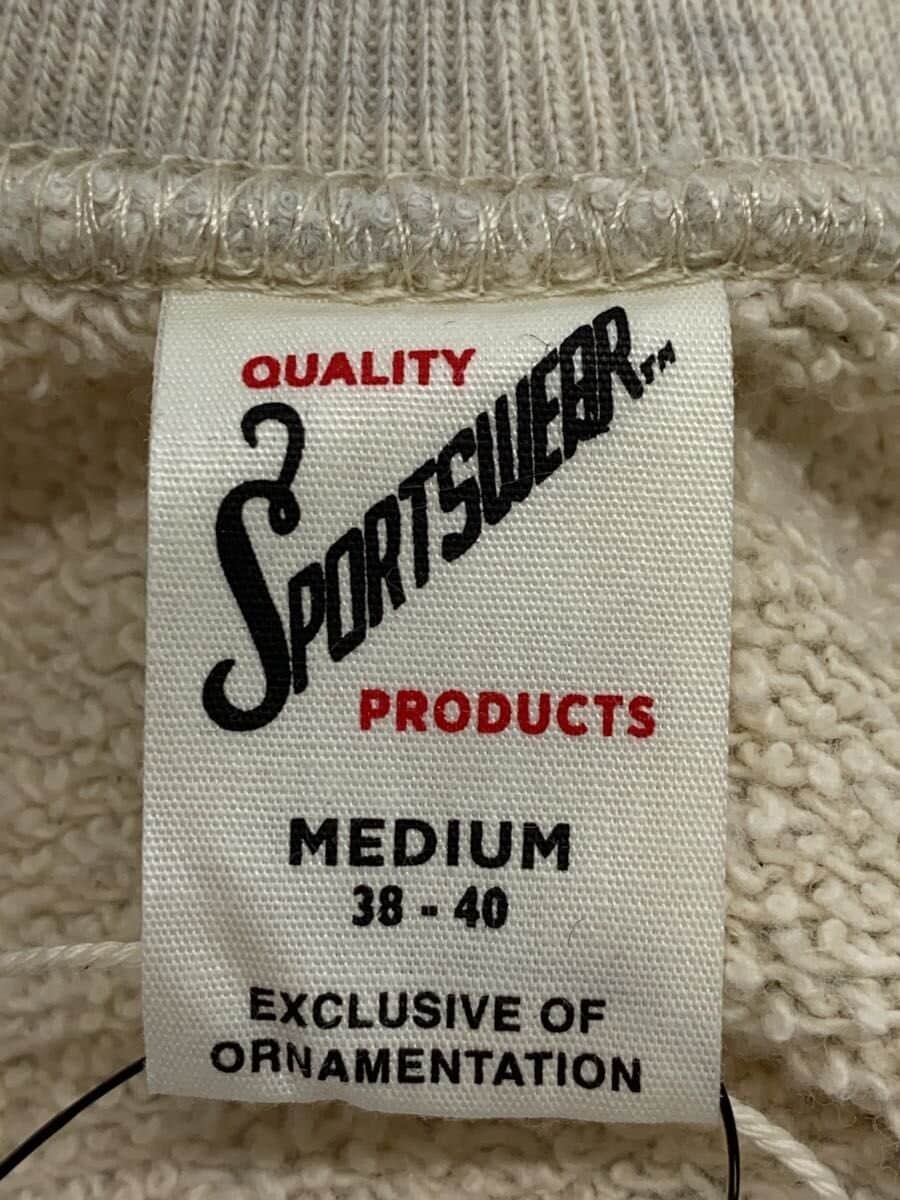 QUALITY
SPORTSWEAR™
PRODUCTS
MEDIUM
38 - 40
EXCLUSIVE OF
ORNAMENTATION